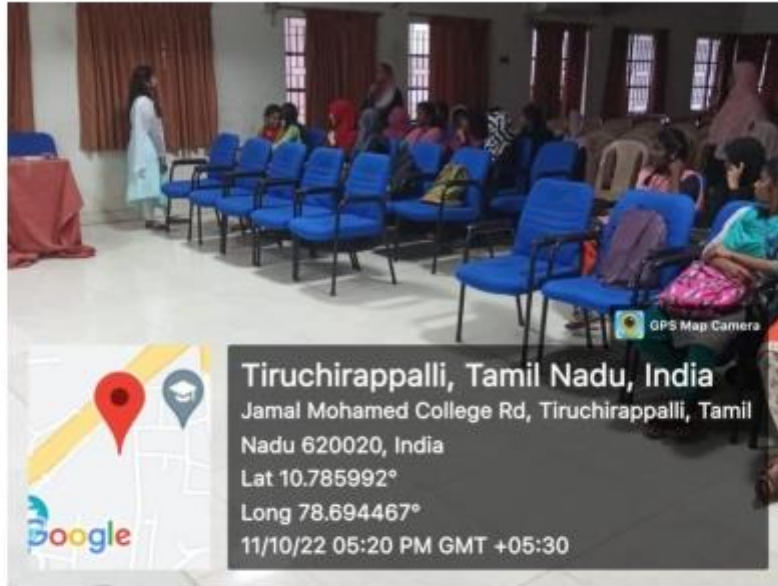 GPS Map Camera
Tiruchirappalli, Tamil Nadu, India
Jamal Mohamed College Rd, Tiruchirappalli, Tamil
Nadu 620020, India
Lat 10.785992°
Long 78.694467°
11/10/22 05:20 PM GMT +05:30
Google